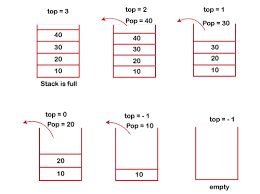 top = 3
40
30
20
10
Stack is full
top = 2
Pop = 40
40
30
20
10
top = 1
Pop = 30
30
20
10
top = 0
Pop = 20
20
10
top = - 1
Pop = 10
10
top = - 1
empty